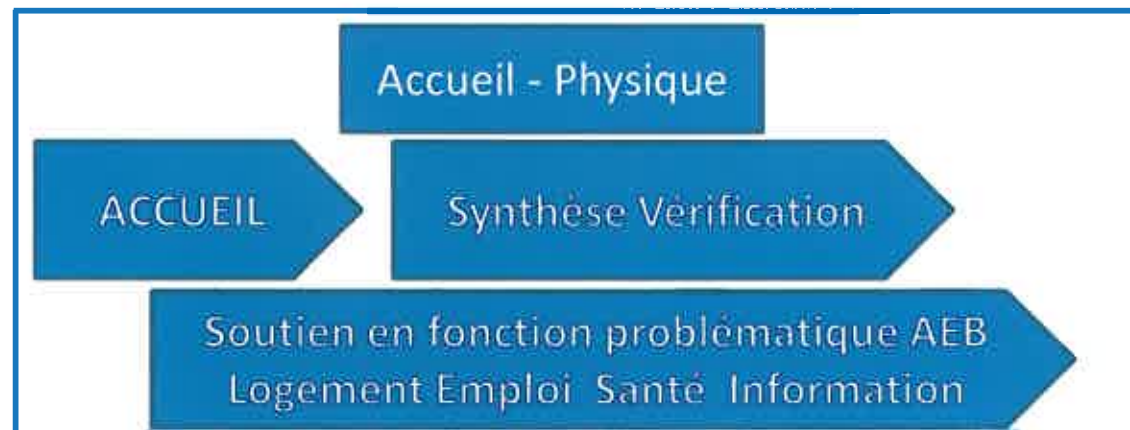 Accueil - Physique
ACCUEIL
Synthèse Vérification
Soutien en fonction problématique AEB
Logement Emploi Santé Information